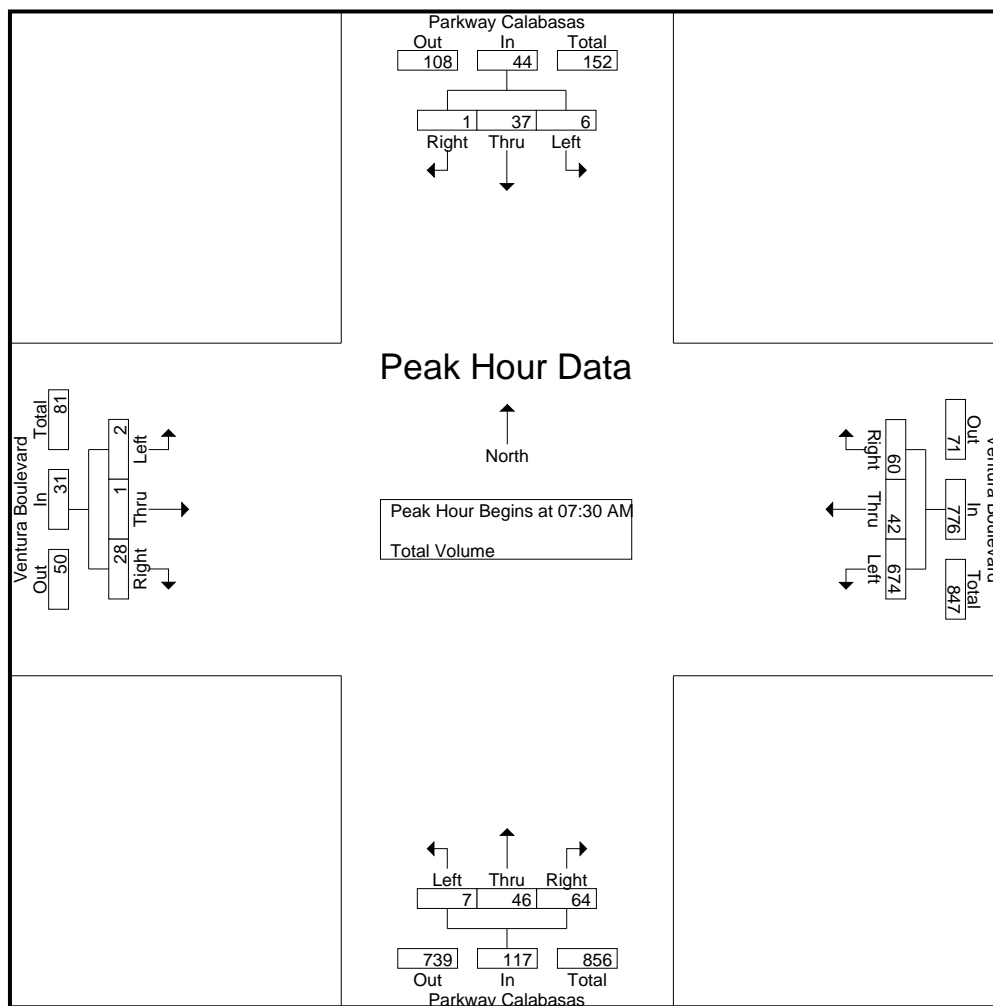 Parkway Calabasas
Out In Total
108 44 152
1 37 6
Right Thru Left
Peak Hour Data
North
Peak Hour Begins at 07:30 AM
Total Volume
Ventura Boulevard
Total In Out
81 31 50
2 1 28
Left Thru Right
Right Thru Left
60 42 674
71 776 847
Out In Total
Ventura Boulevard
Left Thru Right
7 46 64
739 117 856
Out In Total
Parkway Calabasas